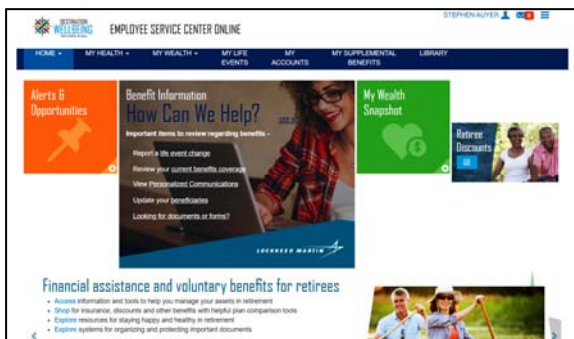 STEPHEN AUYER
DESTINATION
WELLBEING
EMPLOYEE SERVICE CENTER ONLINE
HOME
MY HEALTH
MY WEALTH
MY LIFE
EVENTS
MY
ACCOUNTS
MY SUPPLEMENTAL
BENEFITS
LIBRARY
Alerts &
Opportunities
Benefit Information
How Can We Help?
Important items to review regarding benefits -
Report a life event change
Review your current benefits coverage
View Personalized Communications
Update your beneficiaries
Looking for documents or forms?
LOCKHEED MARTIN
My Wealth
Snapshot
Retiree
Discounts
GO
Financial assistance and voluntary benefits for retirees
• Access information and tools to help you manage your assets in retirement
• Shop for insurance, discounts and other benefits with helpful plan comparison tools
• Explore resources for staying happy and healthy in retirement
• Explore systems for organizing and protecting important documents